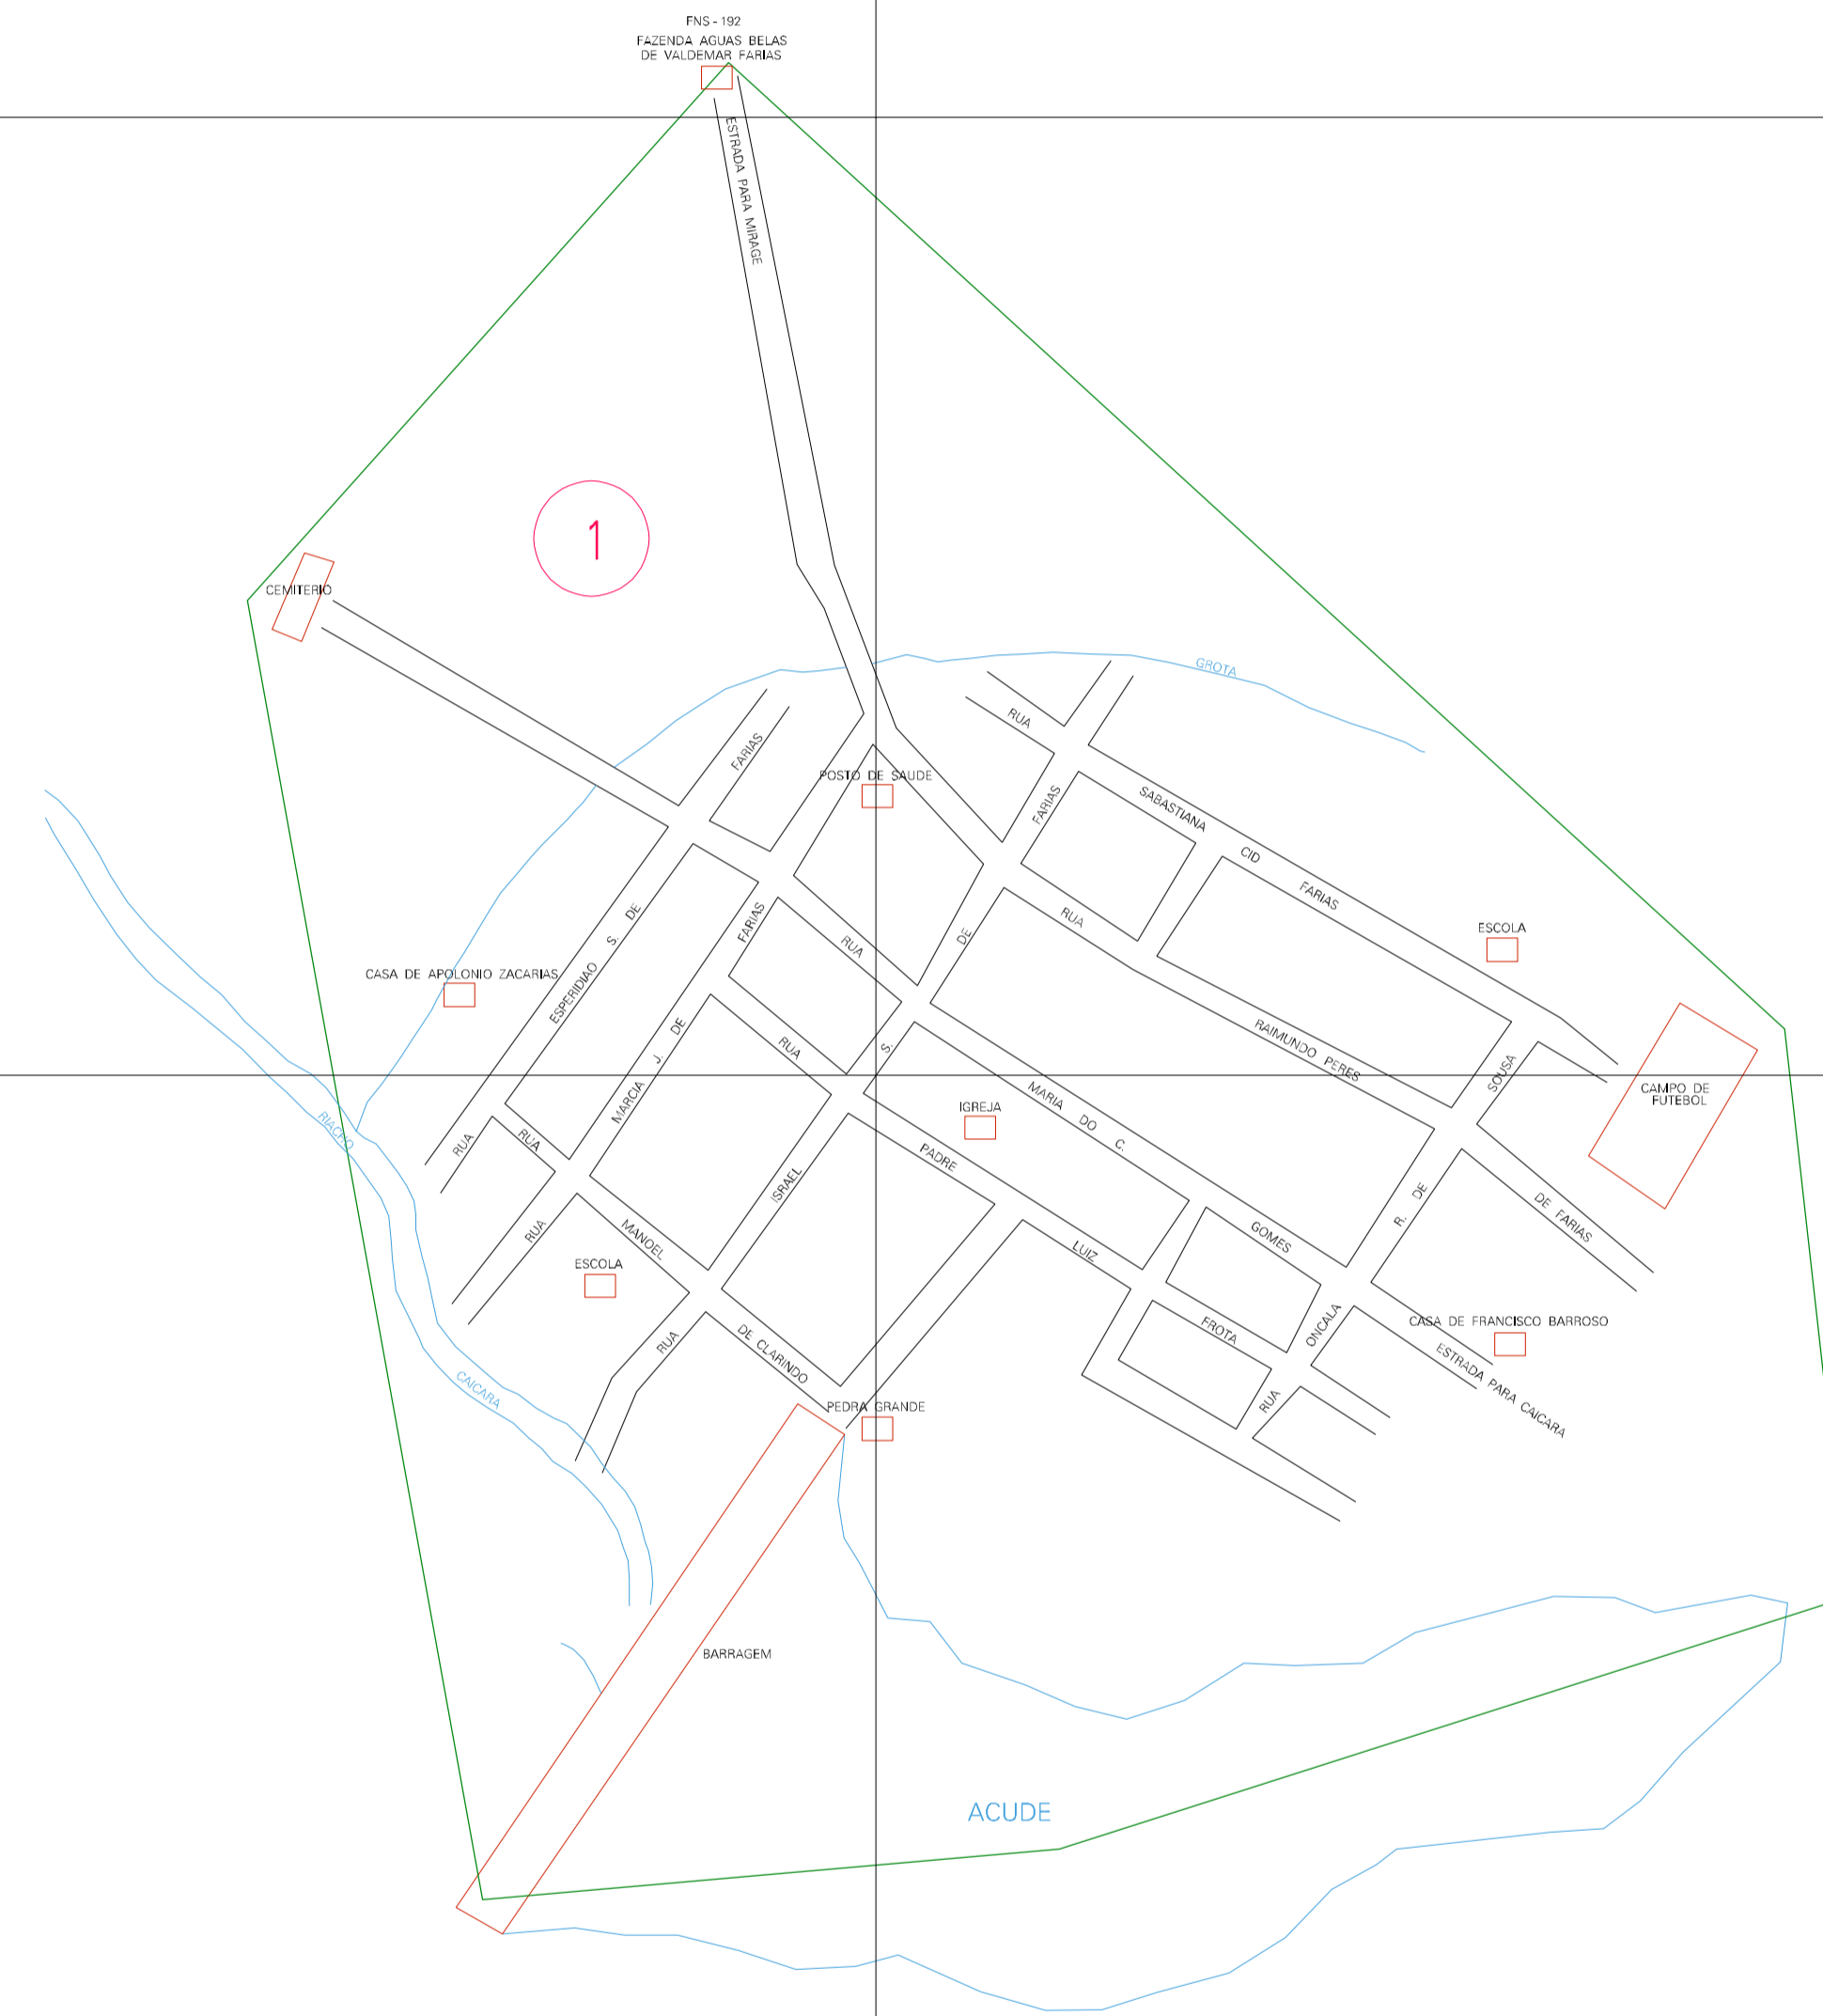 FNS - 192
FAZENDA AGUAS BELAS
DE VALDEMAR FARIAS
ESTRADA PARA MIRAGE
1
CEMITERIO
GROTA
RUA
FARIAS
POSTO DE SAUDE
FARIAS
SABASTIANA
CID
FARIAS
ESCOLA
RUA
FARIAS
RUA
DE
DE
S.
ESPERIDIAO
CASA DE APOLONIO ZACARIAS
RUA
RAIMUNDO PERES
DE
J.
MARCIA
S.
SOUSA
CAMPO DE
FUTEBOL
MARIA DO C.
IGREJA
RIACHO
RUA
RUA
PADRE
ISRAEL
DE
R.
DE FARIAS
RUA
MANOEL
LUIZ
GOMES
ESCOLA
FROTA
ONCALA
CASA DE FRANCISCO BARROSO
RUA
DE CLARINDO
ESTRADA PARA CAICARA
CAICARA
RUA
PEDRA GRANDE
BARRAGEM
ACUDE